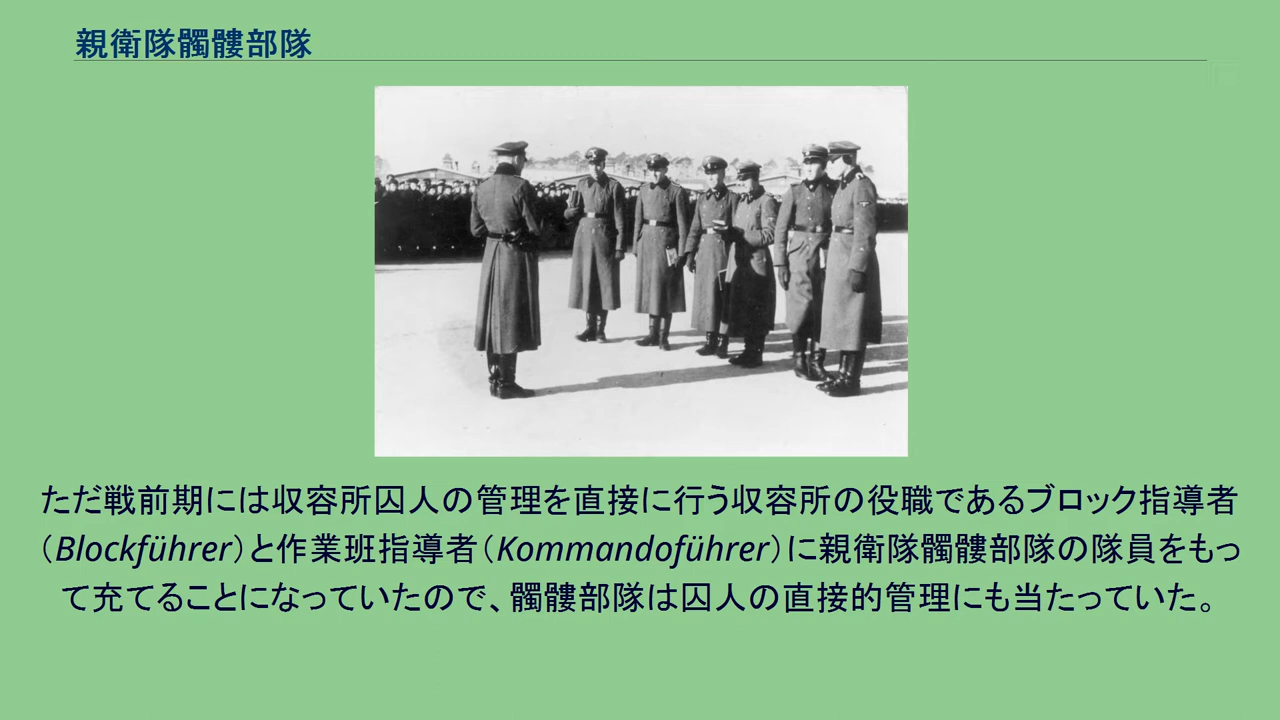 親衛隊髑髏部隊
ただ戦前期には収容所囚人の管理を直接に行う収容所の役職であるブロック指導者
（Blockführer）と作業班指導者（Kommandoführer）に親衛隊髑髏部隊の隊員をもっ
て充てることになっていたので、髑髏部隊は囚人の直接的管理にも当たっていた。